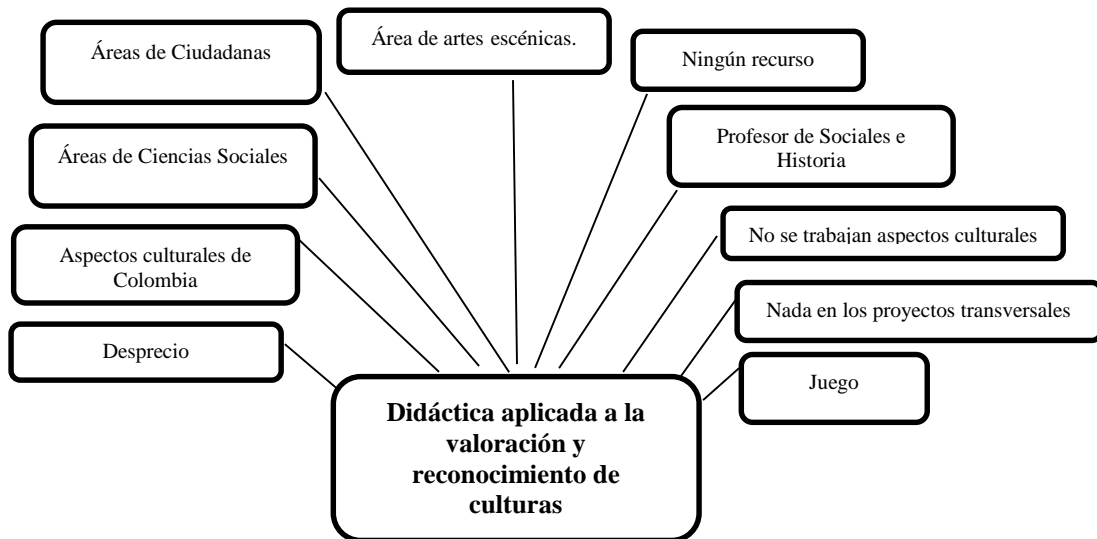 Área de artes escénicas.
Áreas de Ciudadanas
Ningún recurso
Profesor de Sociales e
Historia
Áreas de Ciencias Sociales
No se trabajan aspectos culturales
Aspectos culturales de
Colombia
Nada en los proyectos transversales
Desprecio
Juego
Didáctica aplicada a la
valoración y
reconocimiento de
culturas